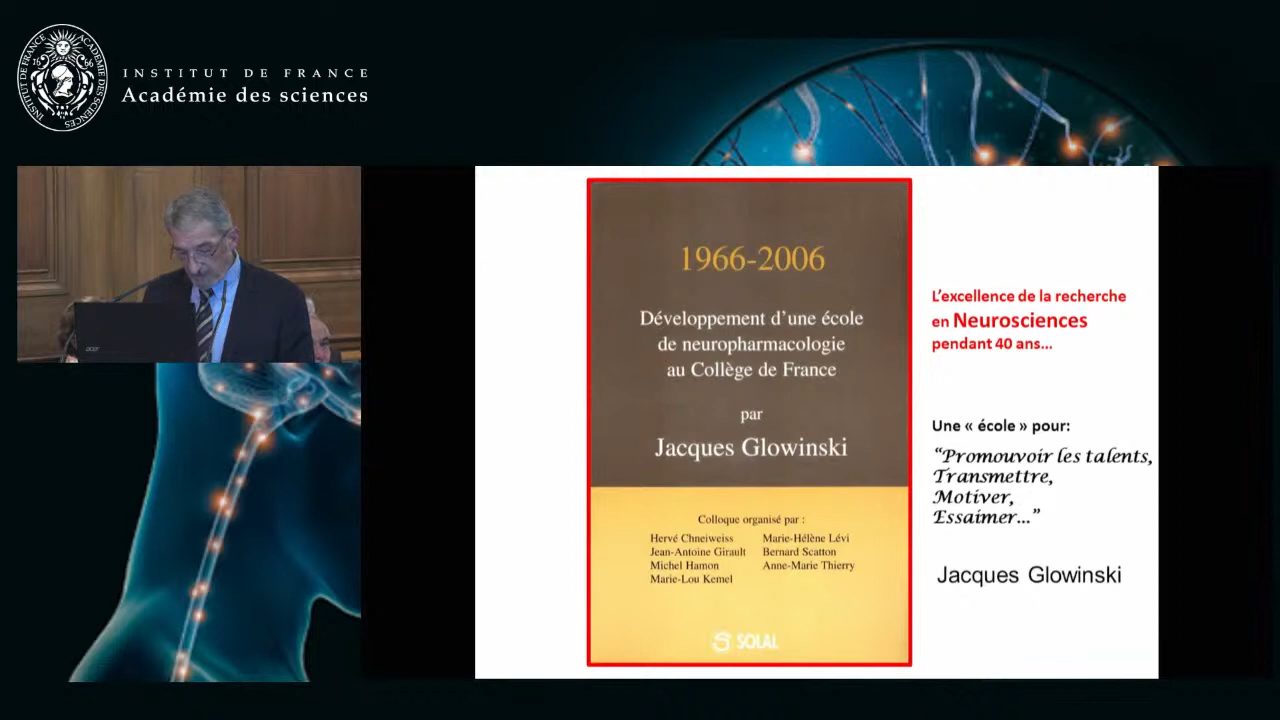 INSTITUT DE FRANCE
Académie des sciences
1966-2006
Développement d'une école
de neuropharmacologie
au Collège de France
par
Jacques Glowinski
Colloque organisé par :
Hervé Chneiweiss
Jean-Antoine Girault
Michel Hamon
Marie-Lou Kemel
Marie-Hélène Lévi
Bernard Scatton
Anne-Marie Thierry
SOLAL
L'excellence de la recherche
en Neurosciences
pendant 40 ans...
Une « école » pour:
“Promouvoir les talents,
Transmettre,
Motiver,
Essaimer...”
Jacques Glowinski
acer